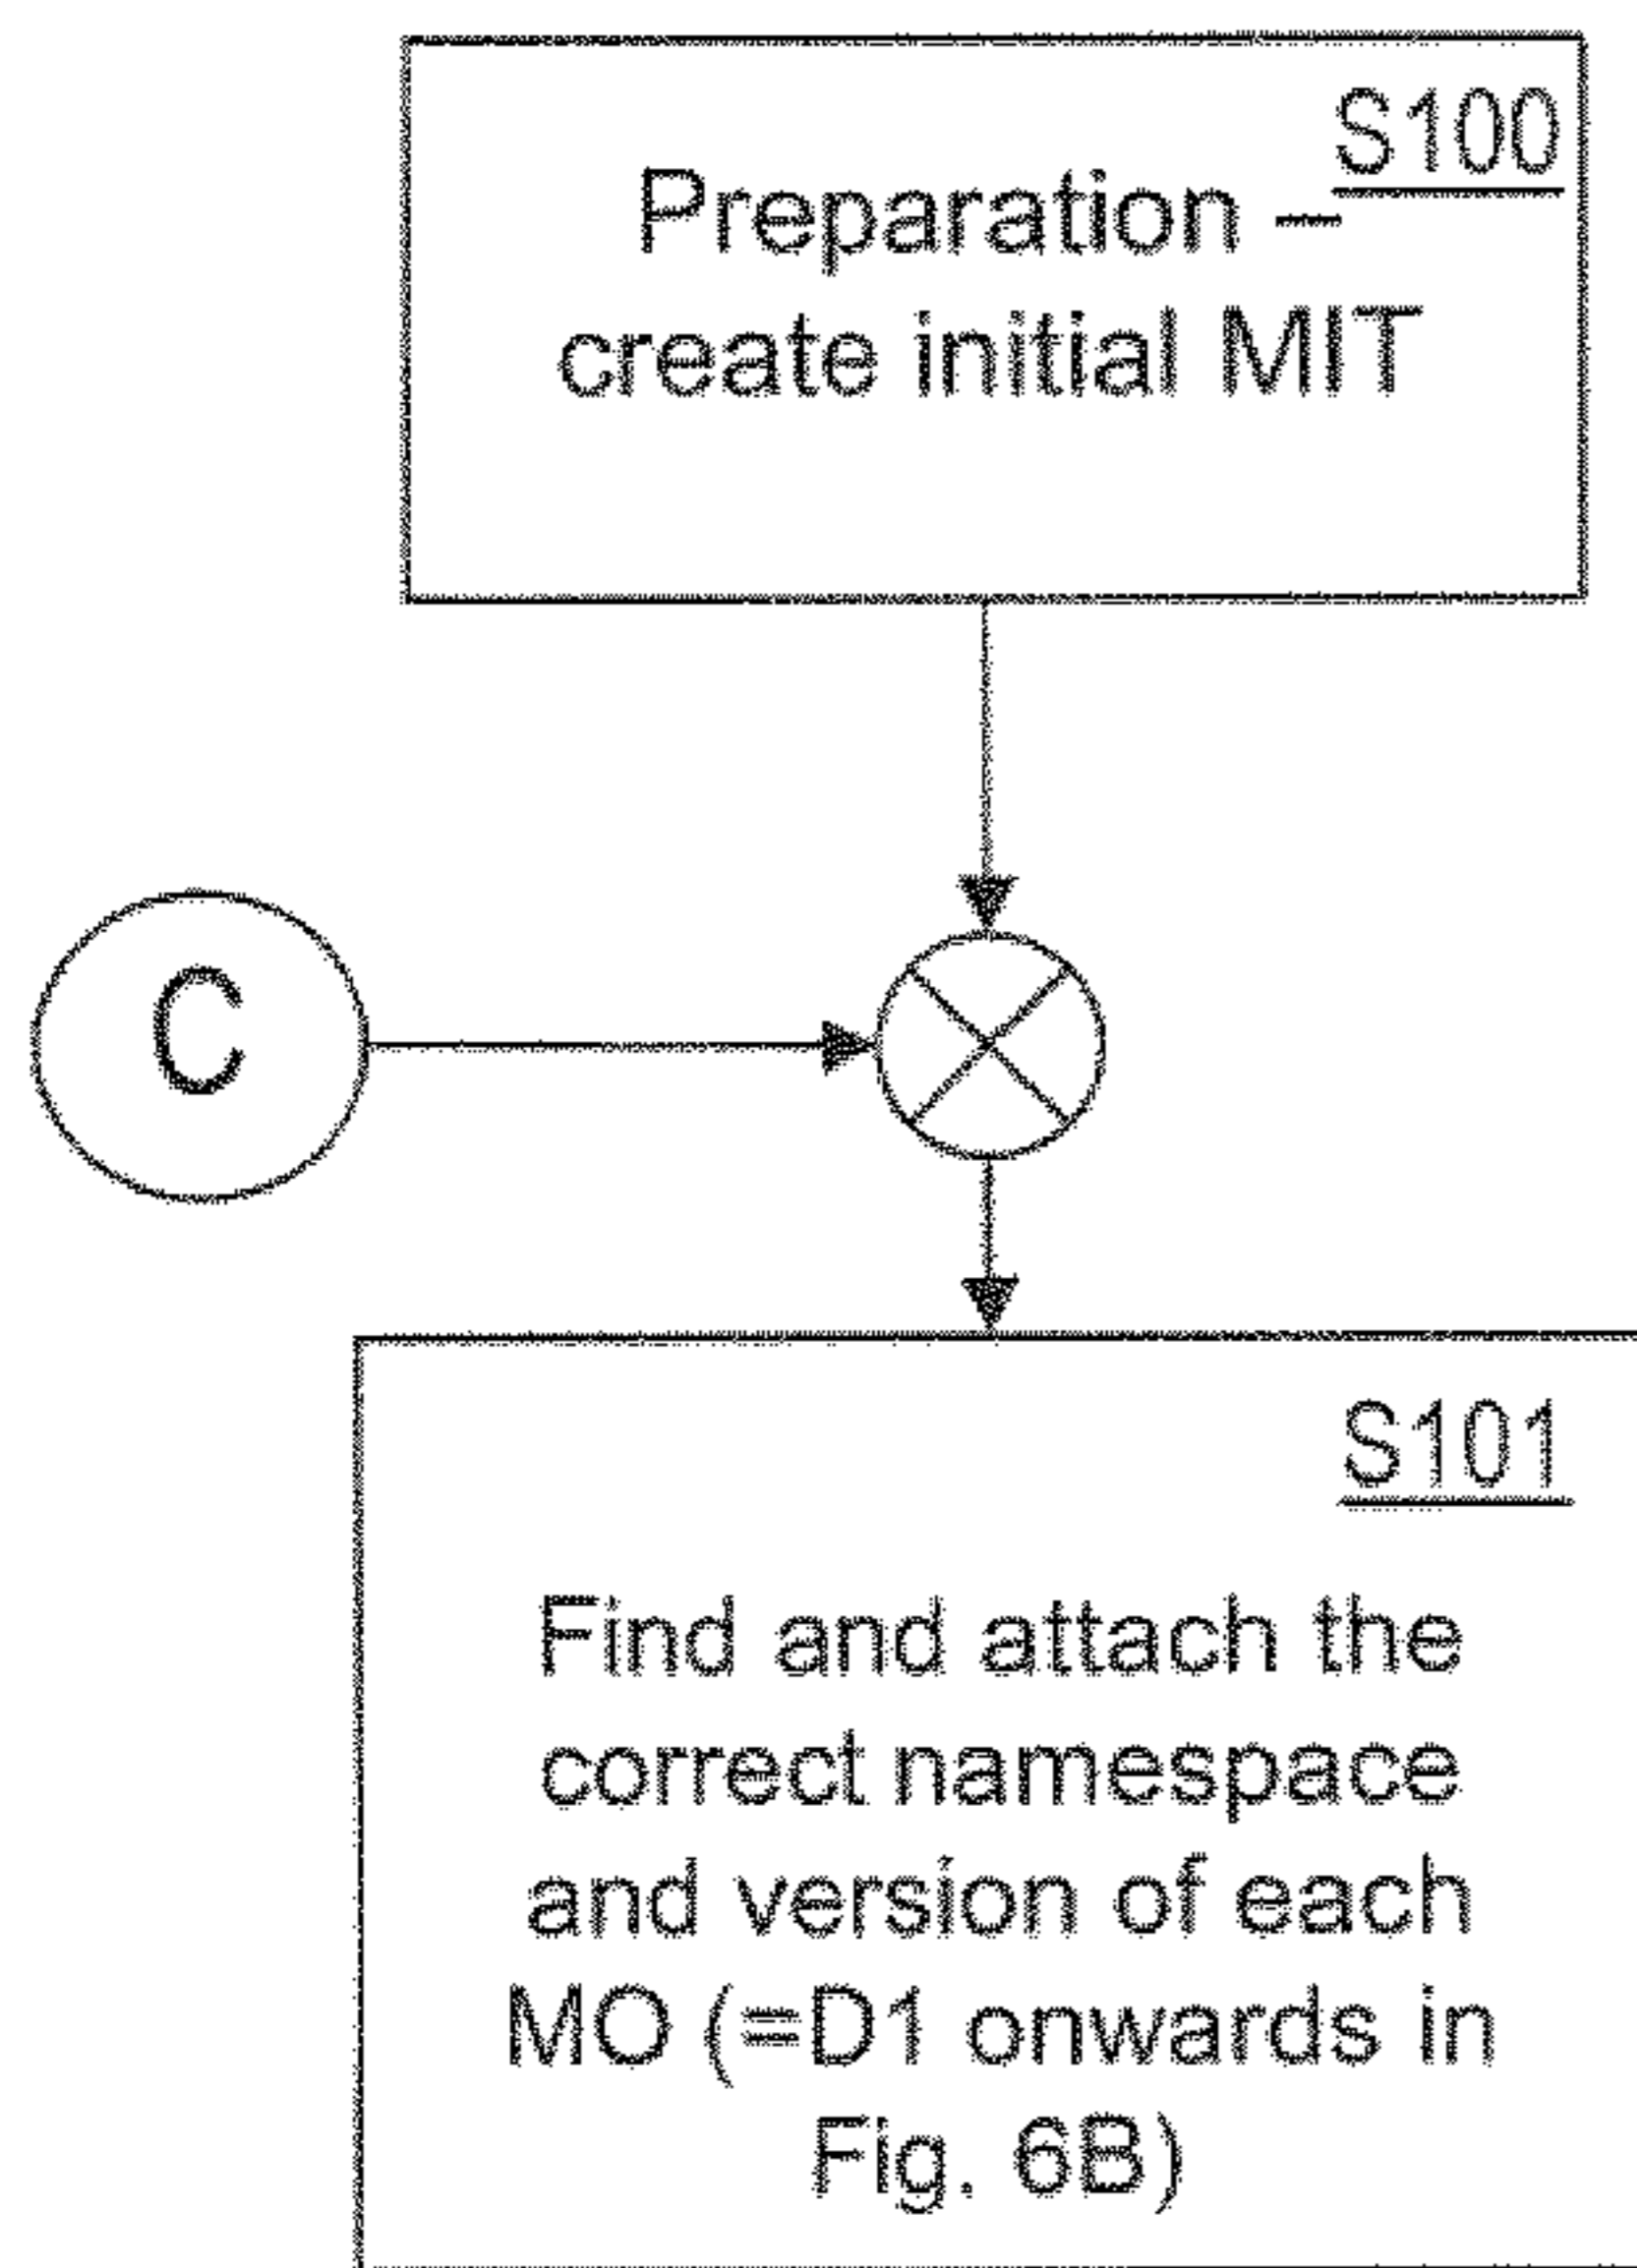 S100
Preparation –
create initial MIT
C
S101
Find and attach the
correct namespace
and version of each
MO (=D1 onwards in
Fig. 6B)